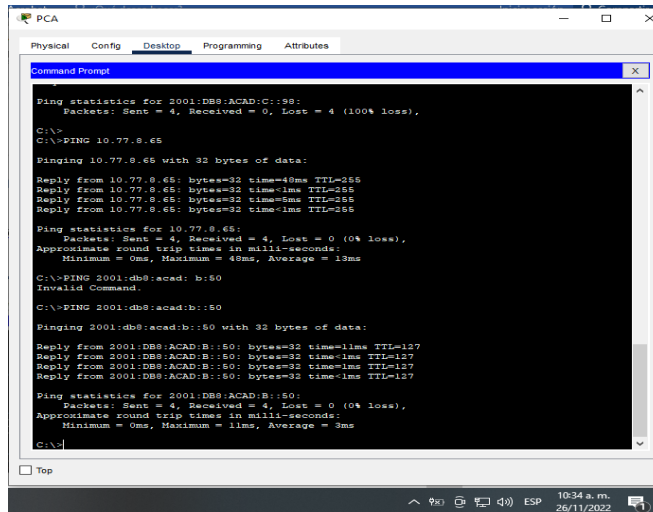 PCA
Physical Config Desktop Programming Attributes
Command Prompt
X
Ping statistics for 2001:DB8:ACAD:C::98:
Packets: Sent = 4, Received = 0, Lost = 4 (100% loss),
C:\>
C:\>PING 10.77.8.65
Pinging 10.77.8.65 with 32 bytes of data:
Reply from 10.77.8.65: bytes=32 time=48ms TTL=255
Reply from 10.77.8.65: bytes=32 time<1ms TTL=255
Reply from 10.77.8.65: bytes=32 time=5ms TTL=255
Reply from 10.77.8.65: bytes=32 time<1ms TTL=255
Ping statistics for 10.77.8.65:
Packets: Sent = 4, Received = 4, Lost = 0 (0% loss),
Approximate round trip times in milli-seconds:
Minimum = 0ms, Maximum = 48ms, Average = 13ms
C:\>PING 2001:db8:acad: b:50
Invalid Command.
C:\>PING 2001:db8:acad:b::50
Pinging 2001:db8:acad:b::50 with 32 bytes of data:
Reply from 2001:DB8:ACAD:B::50: bytes=32 time=11ms TTL=127
Reply from 2001:DB8:ACAD:B::50: bytes=32 time<1ms TTL=127
Reply from 2001:DB8:ACAD:B::50: bytes=32 time=1ms TTL=127
Reply from 2001:DB8:ACAD:B::50: bytes=32 time<1ms TTL=127
Ping statistics for 2001:DB8:ACAD:B::50:
Packets: Sent = 4, Received = 4, Lost = 0 (0% loss),
Approximate round trip times in milli-seconds:
Minimum = 0ms, Maximum = 11ms, Average = 3ms
C:\>
Top
ESP
10:34 a. m.
26/11/2022